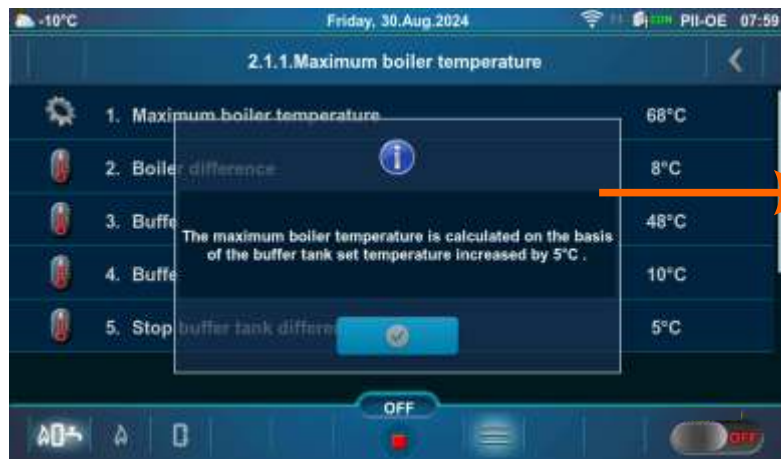 -10°C Friday, 30.Aug.2024 PII-OE 07:59
2.1.1.Maximum boiler temperature
1. Maximum boiler temperature 68°C
2. Boiler difference 8°C
3. Buffe 48°C
The maximum boiler temperature is calculated on the basis
of the buffer tank set temperature increased by 5°C .
4. Buffe 10°C
5. Stop buffer tank differe 5°C
OFF
OFF